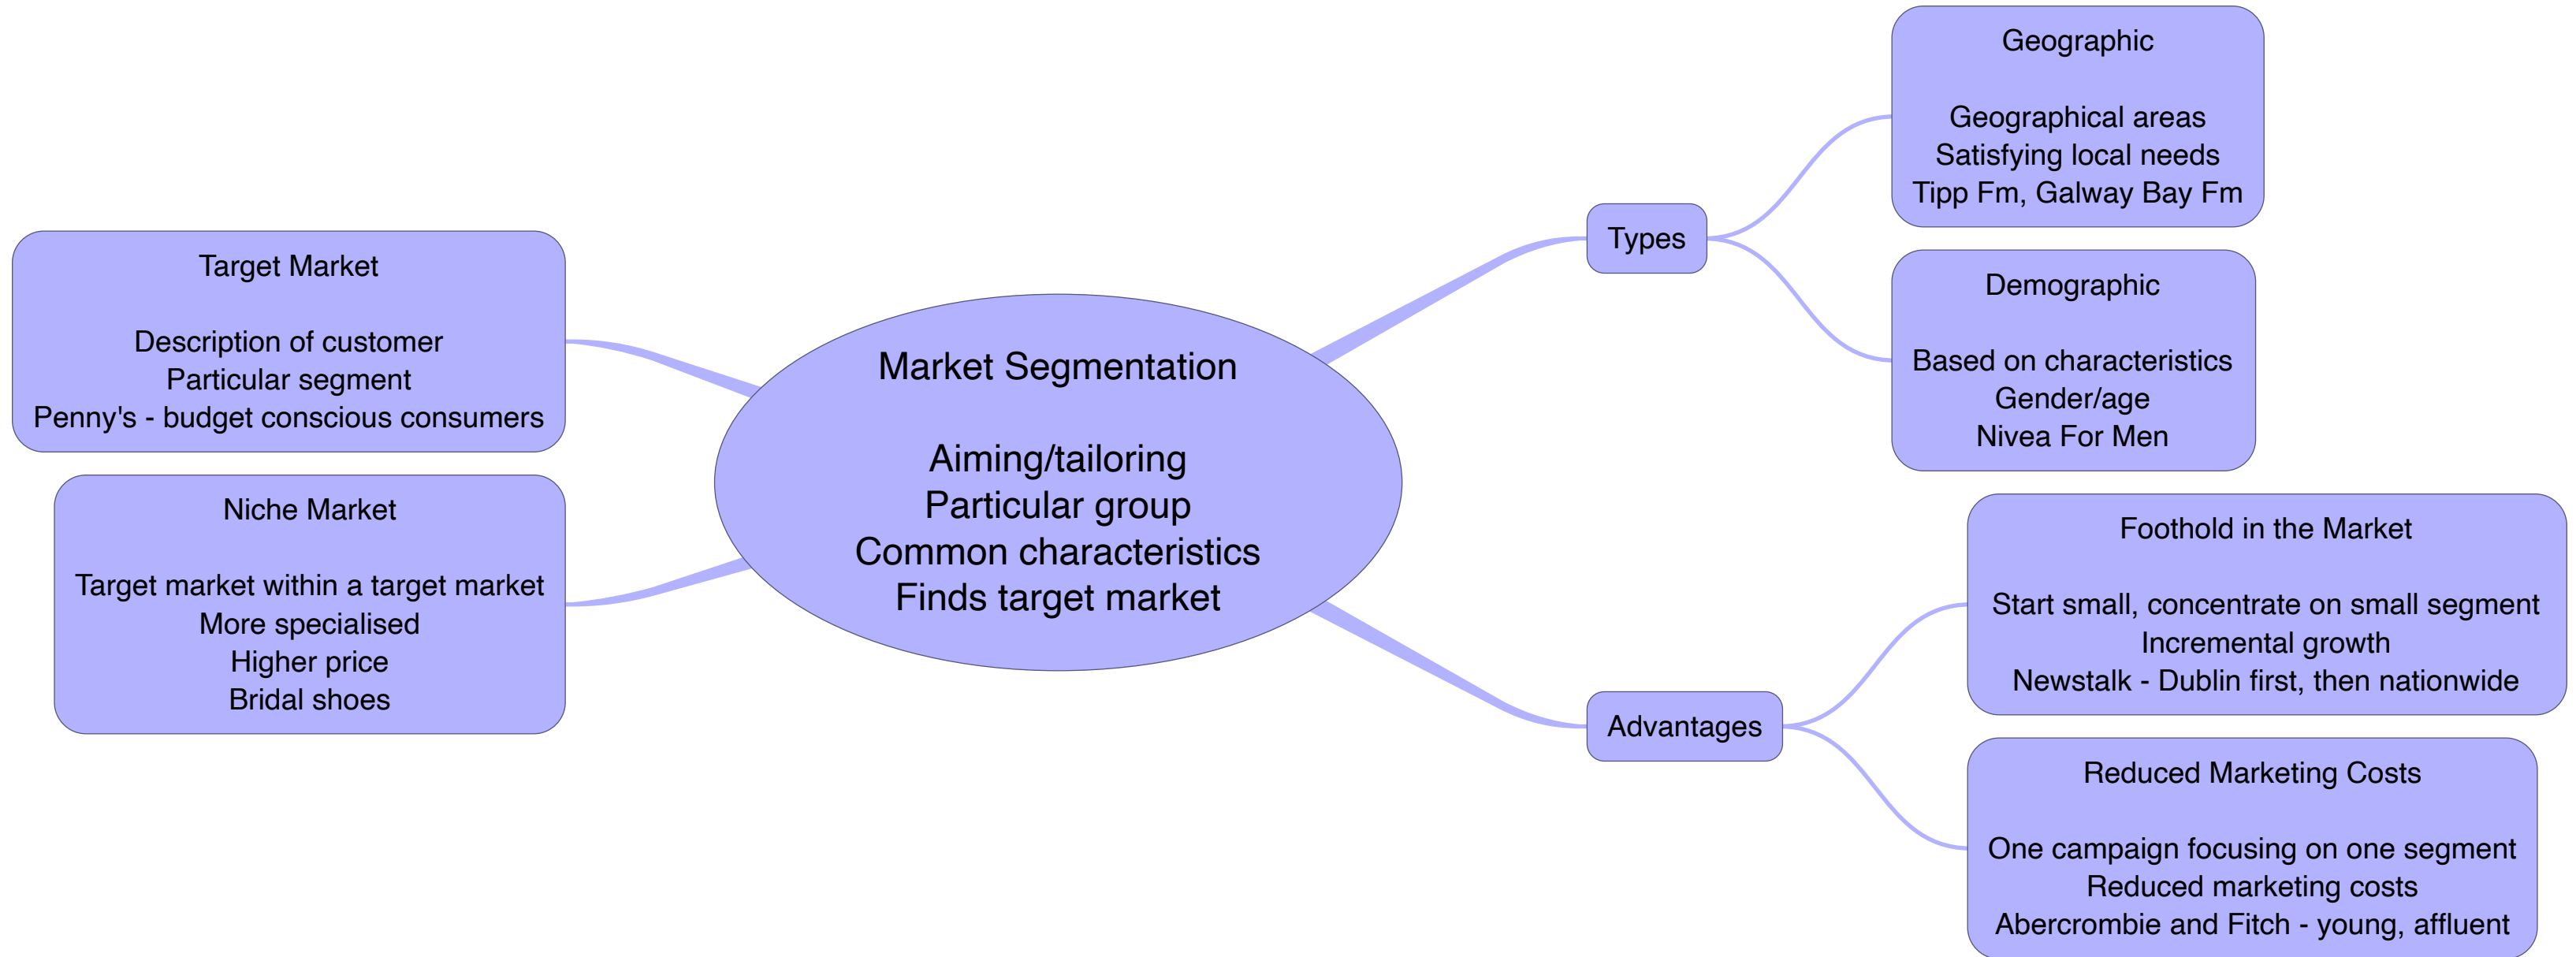 Market Segmentation
Aiming/tailoring
Particular group
Common characteristics
Finds target market
Types
Geographic
Geographical areas
Satisfying local needs
Tipp Fm, Galway Bay Fm
Demographic
Based on characteristics
Gender/age
Nivea For Men
Advantages
Foothold in the Market
Start small, concentrate on small segment
Incremental growth
Newstalk - Dublin first, then nationwide
Reduced Marketing Costs
One campaign focusing on one segment
Reduced marketing costs
Abercrombie and Fitch - young, affluent
Target Market
Description of customer
Particular segment
Penny's - budget conscious consumers
Niche Market
Target market within a target market
More specialised
Higher price
Bridal shoes